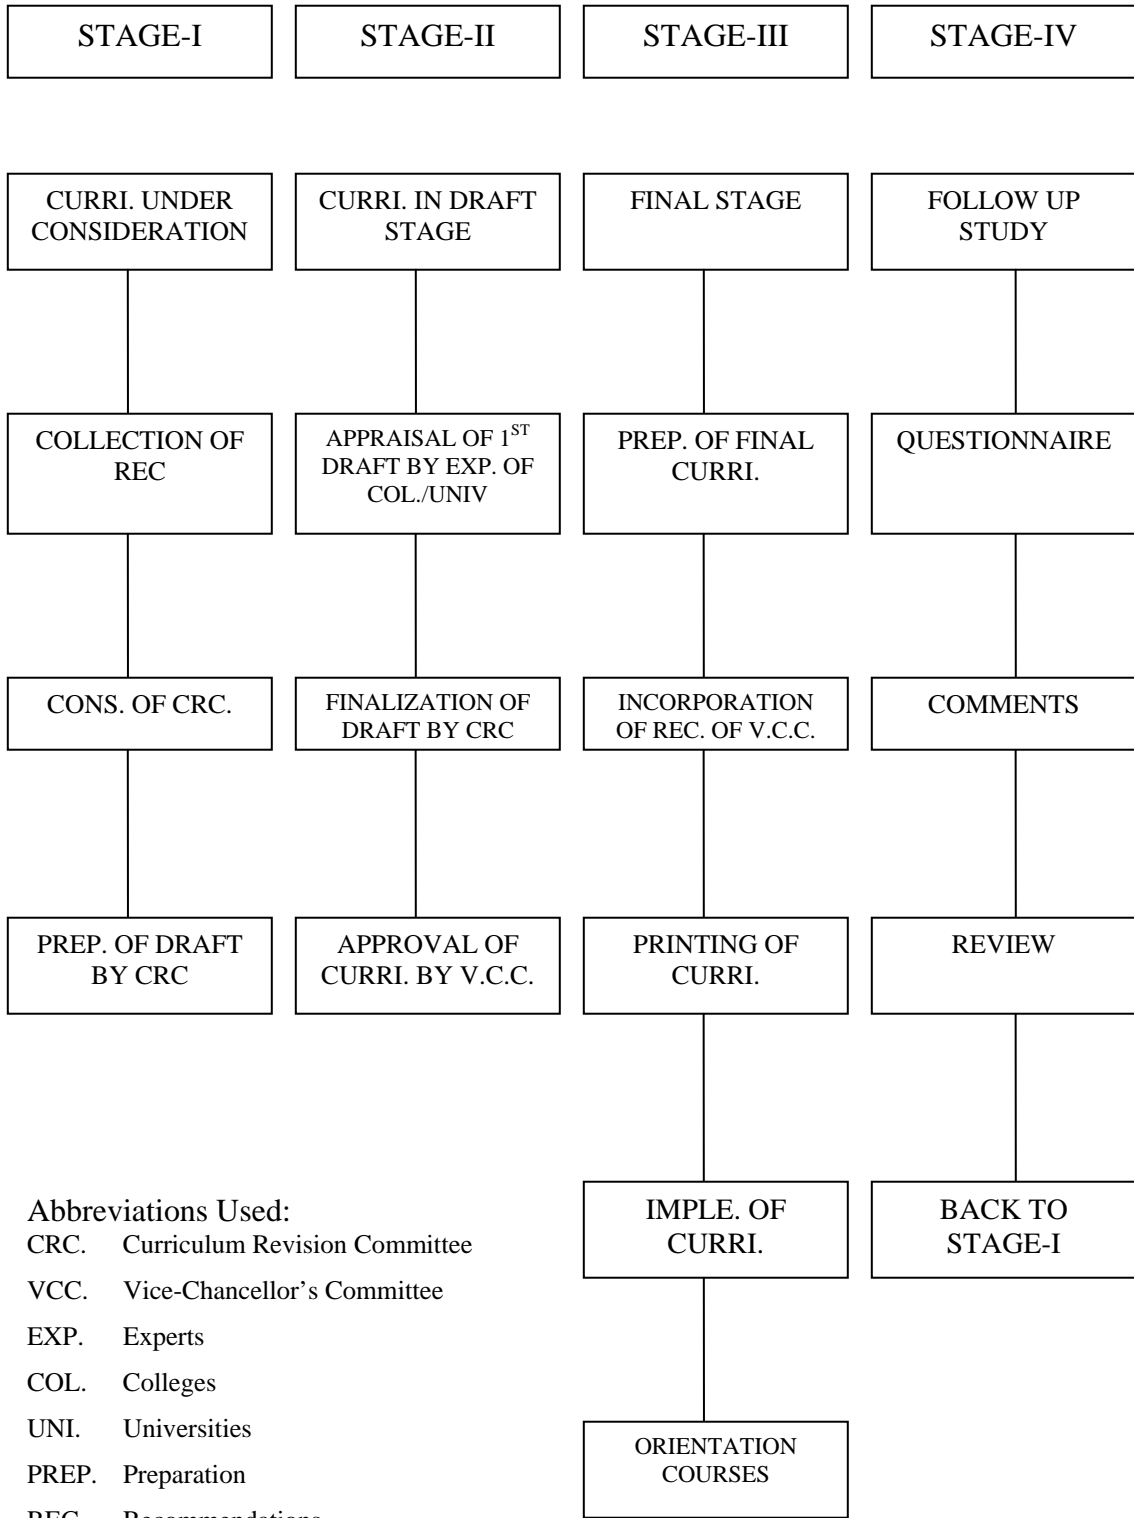 STAGE-I
STAGE-II
STAGE-III
STAGE-IV
CURRI. UNDER
CONSIDERATION
CURRI. IN DRAFT
STAGE
FINAL STAGE
FOLLOW UP
STUDY
COLLECTION OF
REC
APPRAISAL OF 1ST
DRAFT BY EXP. OF
COL./UNIV
PREP. OF FINAL
CURRI.
QUESTIONNAIRE
CONS. OF CRC.
FINALIZATION OF
DRAFT BY CRC
INCORPORATION
OF REC. OF V.C.C.
COMMENTS
PREP. OF DRAFT
BY CRC
APPROVAL OF
CURRI. BY V.C.C.
PRINTING OF
CURRI.
REVIEW
IMPLE. OF
CURRI.
BACK TO
STAGE-I
ORIENTATION
COURSES
Abbreviations Used:
CRC. Curriculum Revision Committee
VCC. Vice-Chancellor’s Committee
EXP. Experts
COL. Colleges
UNI. Universities
PREP. Preparation
REC. Recommendations